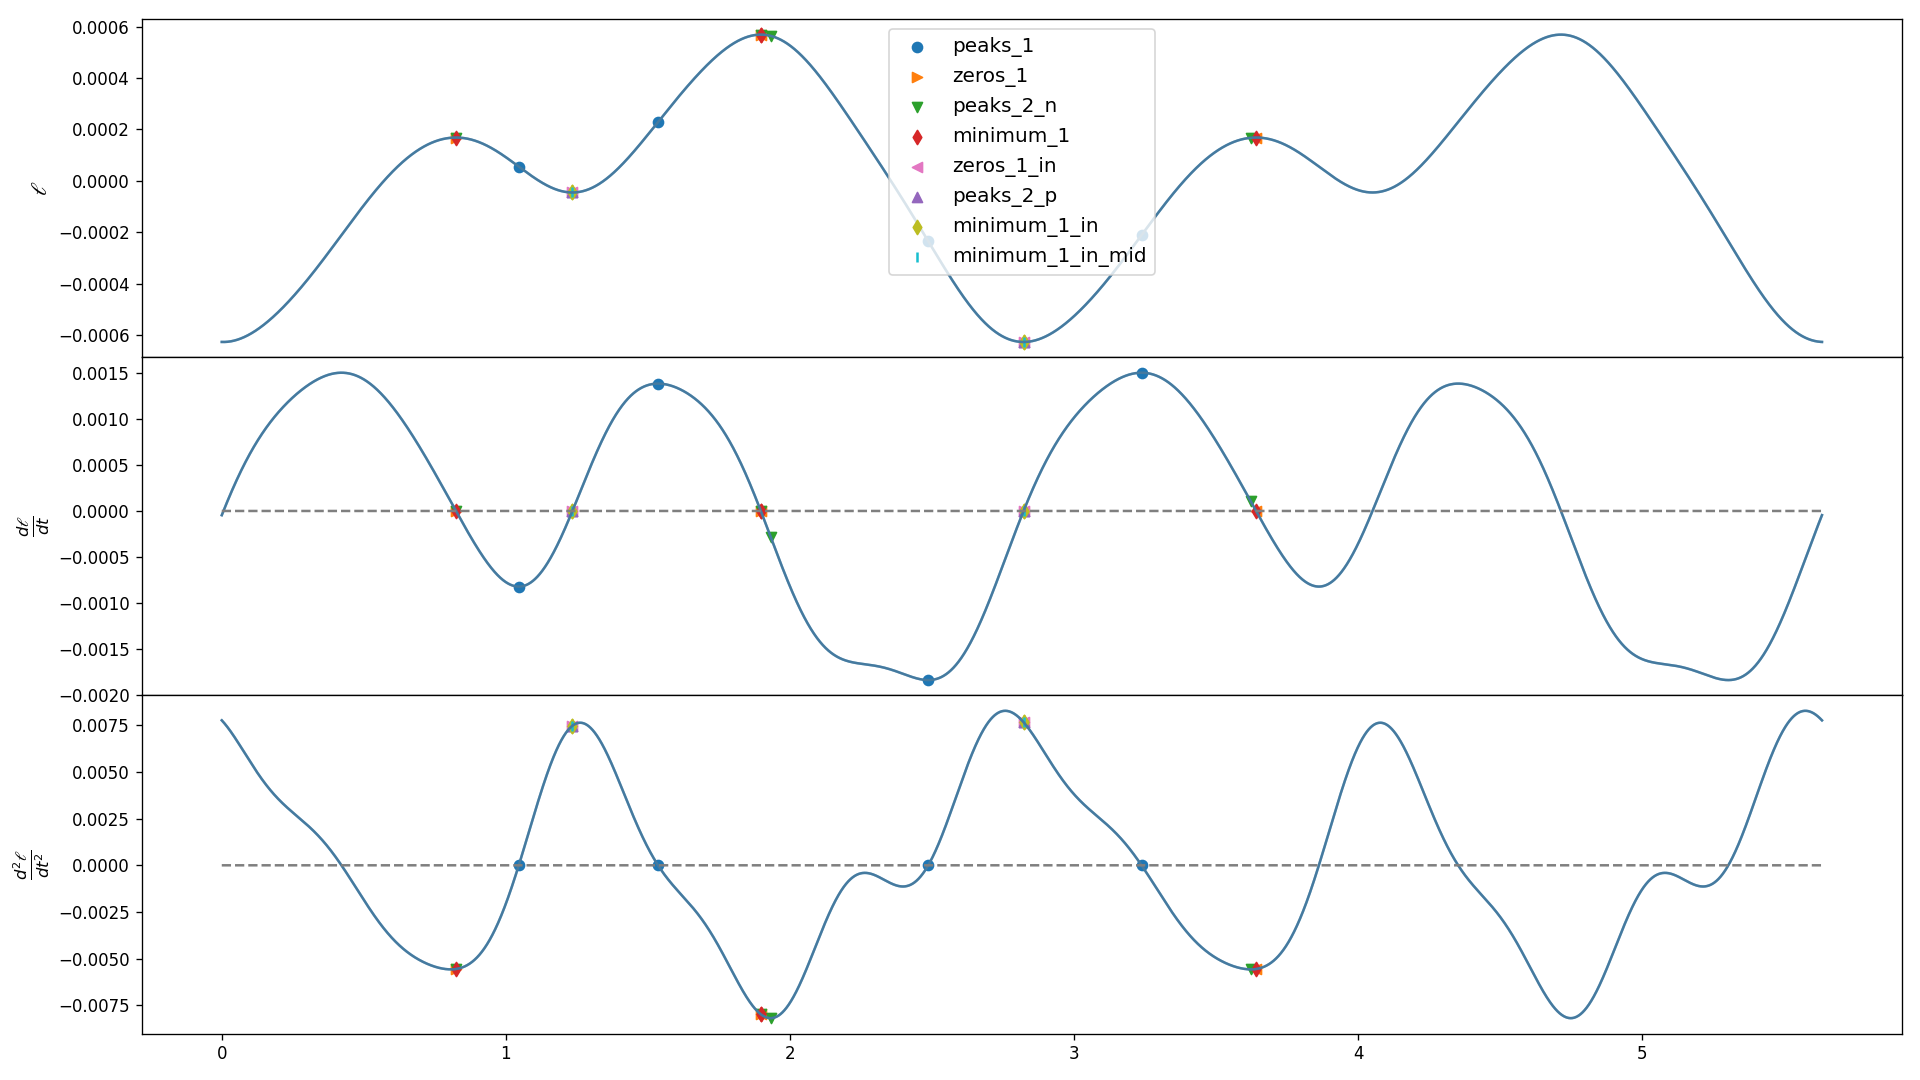 0.0006
0.0004
0.0002
0.0000
−0.0002
−0.0004
−0.0006
ℓ
peaks_1
zeros_1
peaks_2_n
minimum_1
zeros_1_in
peaks_2_p
minimum_1_in
minimum_1_in_mid
0.0015
0.0010
0.0005
0.0000
−0.0005
−0.0010
−0.0015
−0.0020
dℓ
dt
0.0075
0.0050
0.0025
0.0000
−0.0025
−0.0050
−0.0075
d²ℓ
dt²
0 1 2 3 4 5